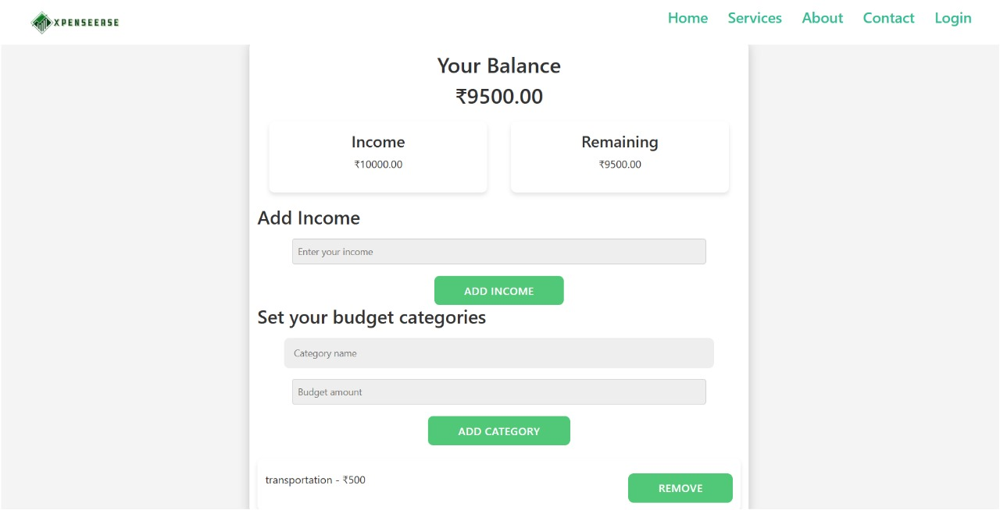 XPENSEEASE
Home Services About Contact Login
Your Balance
₹9500.00
Income
₹10000.00
Remaining
₹9500.00
Add Income
Enter your income
ADD INCOME
Set your budget categories
Category name
Budget amount
ADD CATEGORY
transportation - ₹500
REMOVE